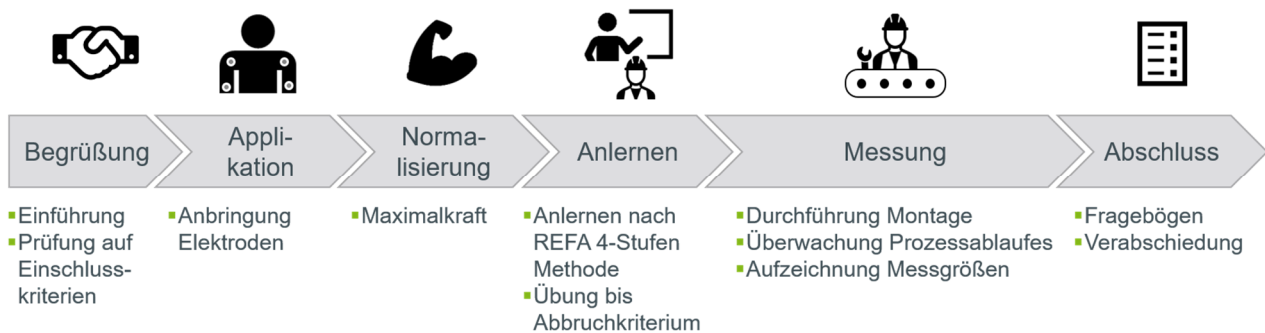 Begrüßung
Appli-
kation
Norma-
lisierung
Anlernen
Messung
Abschluss
▪Einführung
▪Prüfung auf
Einschluss-
kriterien
▪Anbringung
Elektroden
▪Maximalkraft
▪Anlernen nach
REFA 4-Stufen
Methode
▪Übung bis
Abbruchkriterium
▪Durchführung Montage
▪Überwachung Prozessablaufes
▪Aufzeichnung Messgrößen
▪Fragebögen
▪Verabschiedung